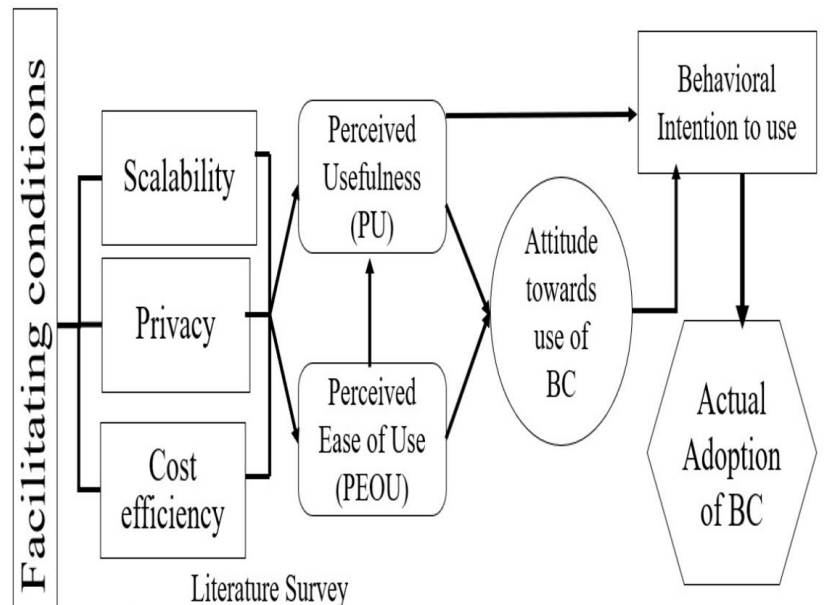 Facilitating conditions
Scalability
Privacy
Cost
efficiency
Literature Survey
Perceived
Usefulness
(PU)
Perceived
Ease of Use
(PEOU)
Attitude
towards
use of
BC
Behavioral
Intention to use
Actual
Adoption
of BC